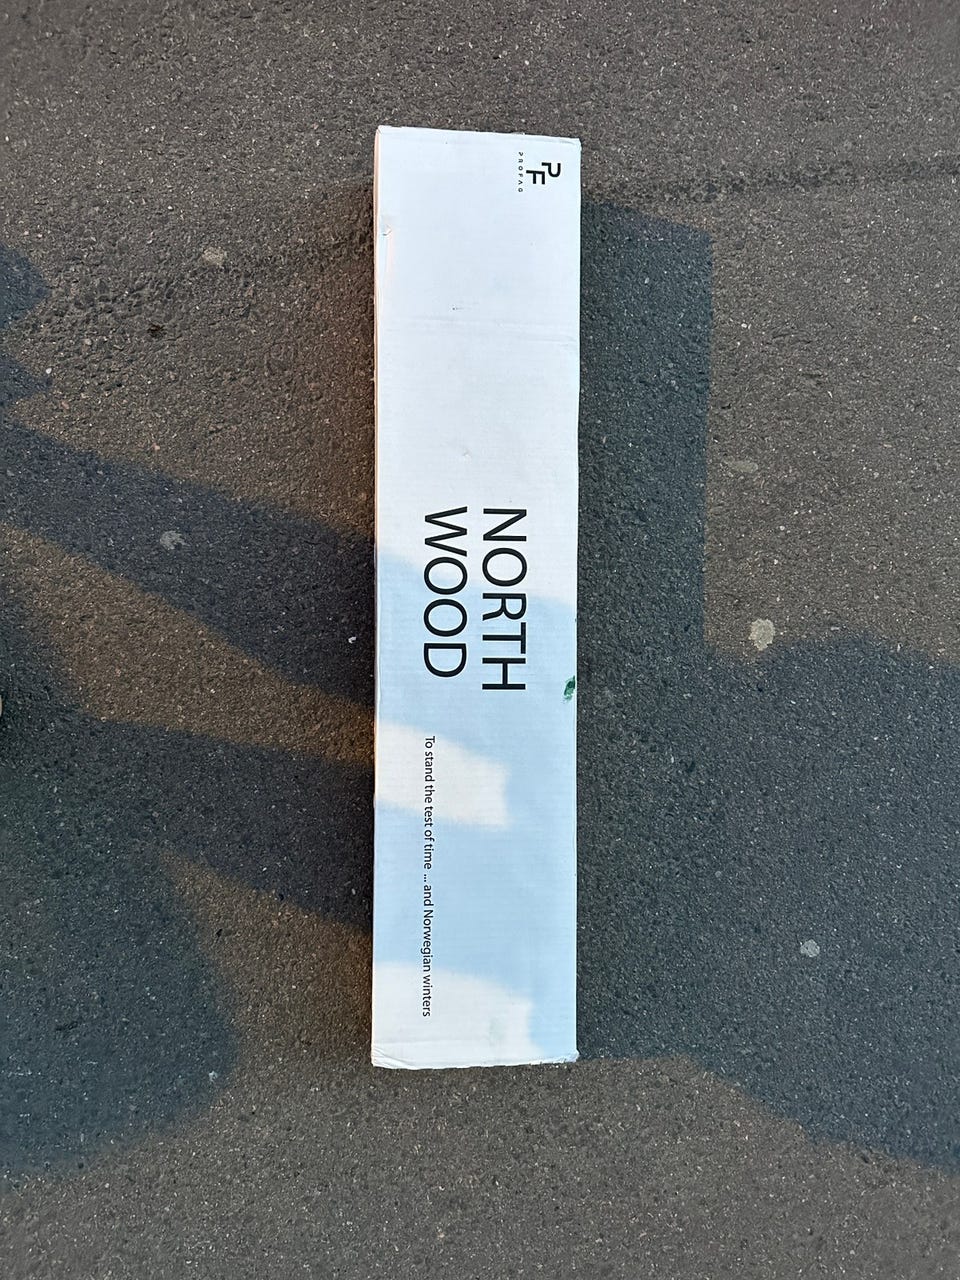 PF
PROFAG
NORTH
WOOD
To stand the test of time ... and Norwegian winters